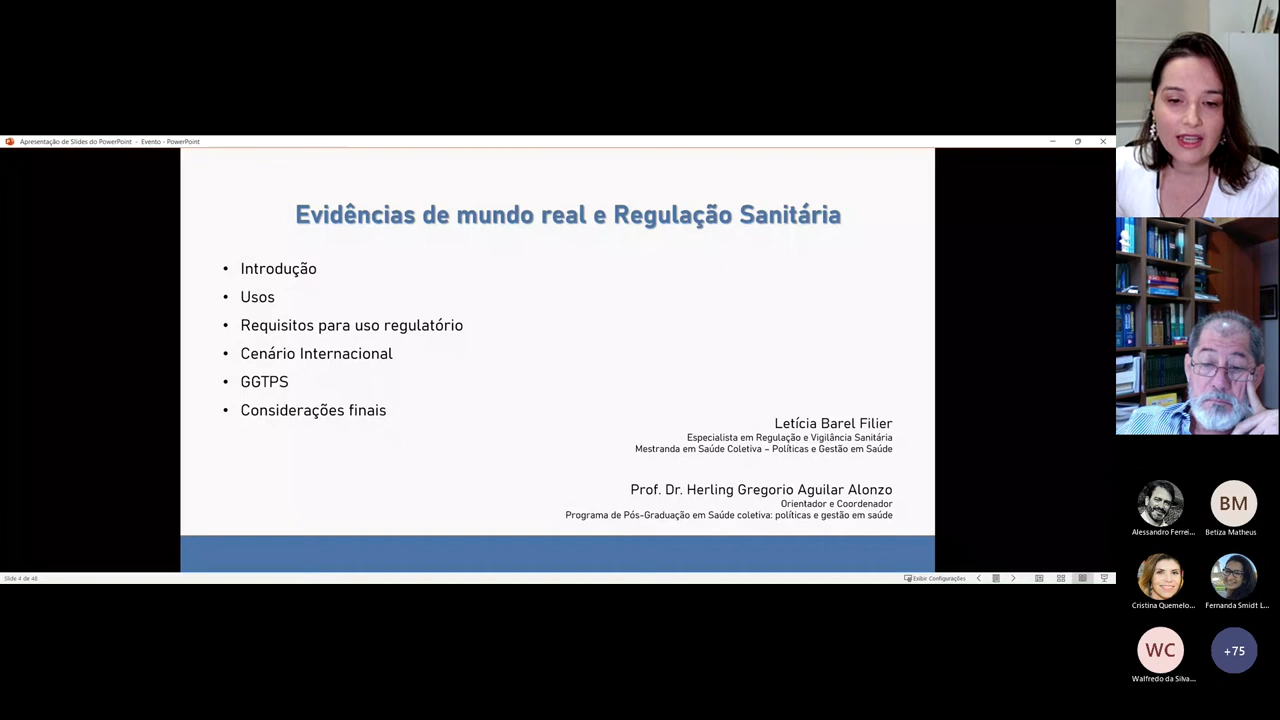 Apresentação de Slides do PowerPoint - Evento - PowerPoint
Evidências de mundo real e Regulação Sanitária
• Introdução
• Usos
• Requisitos para uso regulatório
• Cenário Internacional
• GGTPS
• Considerações finais
Letícia Barel Filier
Especialista em Regulação e Vigilância Sanitária
Mestranda em Saúde Coletiva – Políticas e Gestão em Saúde
Prof. Dr. Herling Gregorio Aguilar Alonzo
Orientador e Coordenador
Programa de Pós-Graduação em Saúde coletiva: políticas e gestão em saúde
Slide 4 de 48
Exibir Configurações
Alessandro Ferrei...
BM
Betiza Matheus
Cristina Quemelo...
Fernanda Smidt L...
WC
Walfredo da Silva...
+75